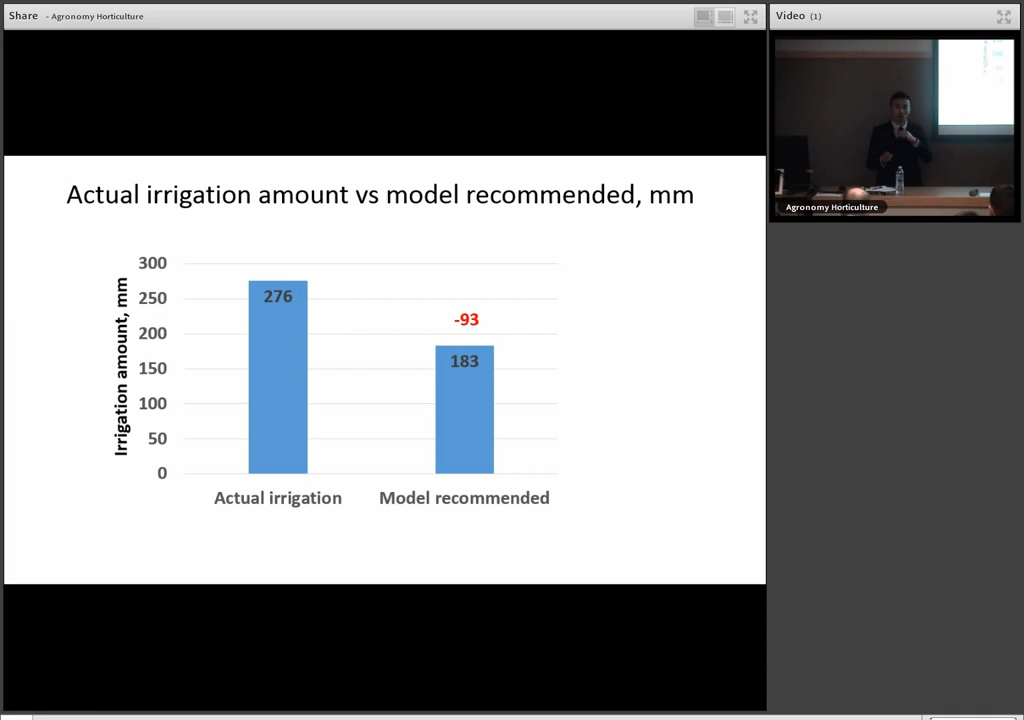 Share - Agronomy Horticulture
Video (1)
Agronomy Horticulture
Actual irrigation amount vs model recommended, mm
Irrigation amount, mm
300
250
200
150
100
50
0
276
-93
183
Actual irrigation
Model recommended